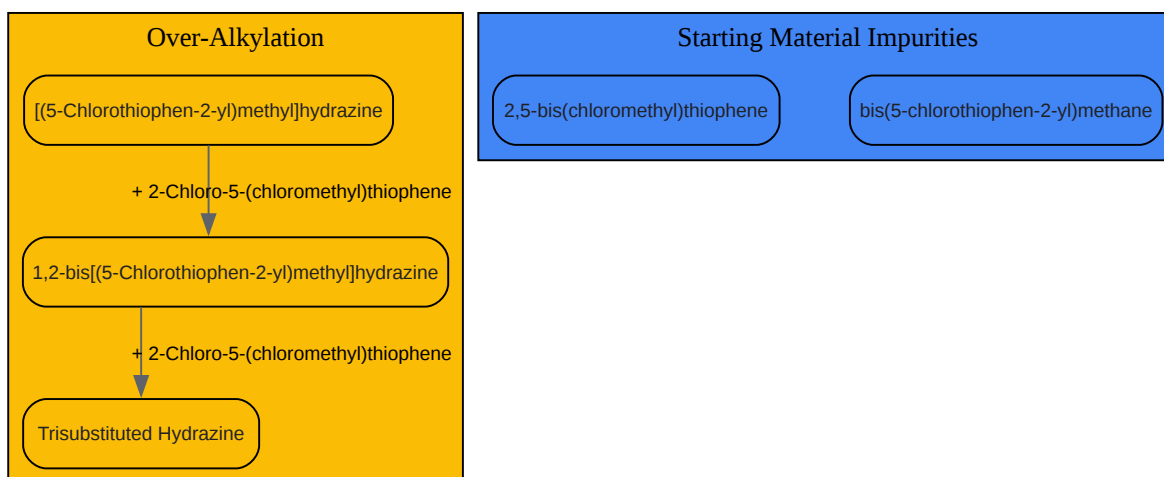 Over-Alkylation
[(5-Chlorothiophen-2-yl)methyl]hydrazine
+ 2-Chloro-5-(chloromethyl)thiophene
1,2-bis[(5-Chlorothiophen-2-yl)methyl]hydrazine
+ 2-Chloro-5-(chloromethyl)thiophene
Trisubstituted Hydrazine
Starting Material Impurities
2,5-bis(chloromethyl)thiophene
bis(5-chlorothiophen-2-yl)methane